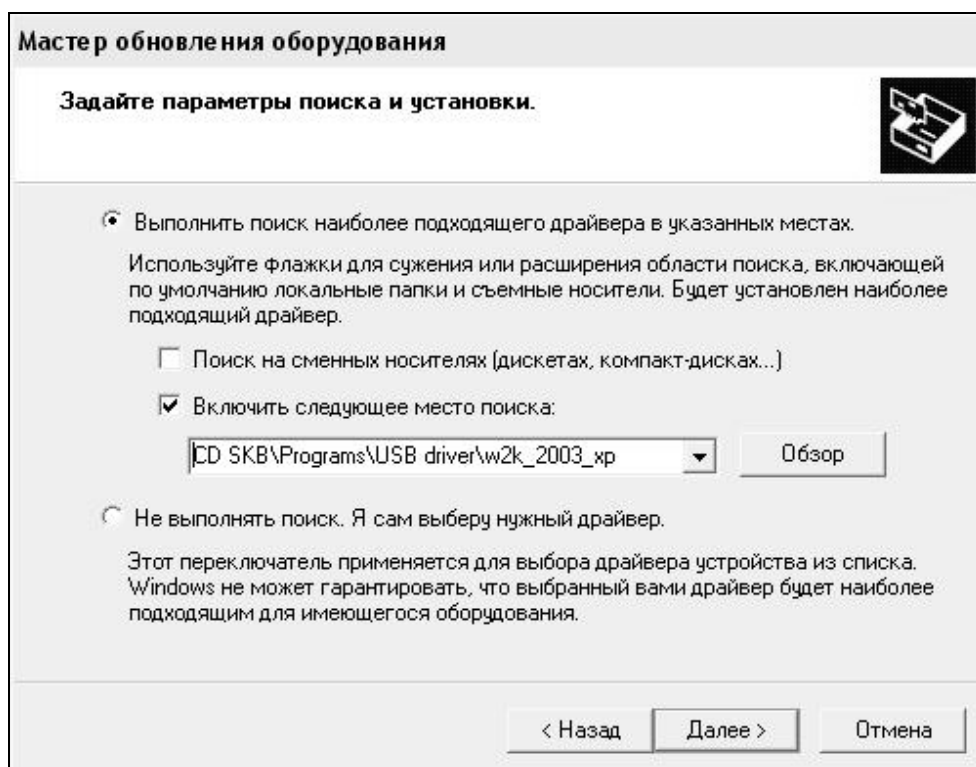 Мастер обновления оборудования
Задайте параметры поиска и установки.
Выполнить поиск наиболее подходящего драйвера в указанных местах.
Используйте флажки для сужения или расширения области поиска, включающей
по умолчанию локальные папки и съемные носители. Будет установлен наиболее
подходящий драйвер.
Поиск на сменных носителях (дискетах, компакт-дисках...)
Включить следующее место поиска:
CD SKB\Programs\USB driver\w2k_2003_xp
Обзор
Не выполнять поиск. Я сам выберу нужный драйвер.
Этот переключатель применяется для выбора драйвера устройства из списка.
Windows не может гарантировать, что выбранный вами драйвер будет наиболее
подходящим для имеющегося оборудования.
< Назад
Далее >
Отмена